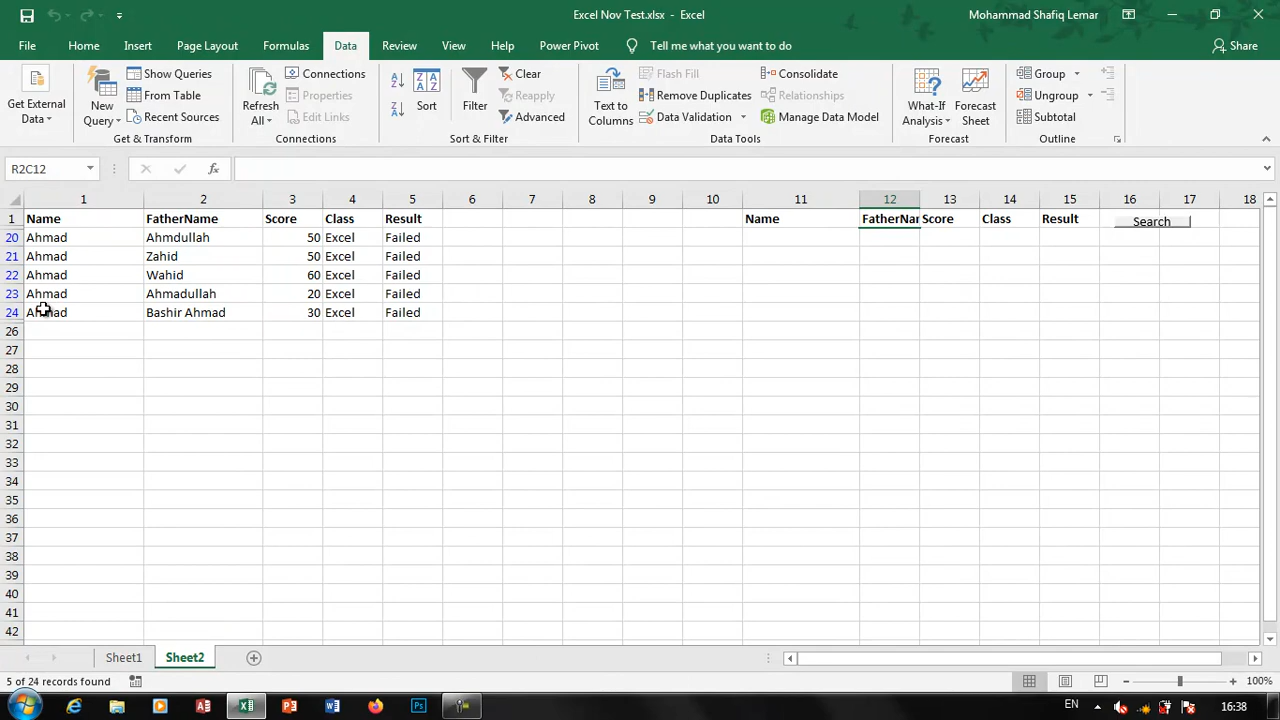 Excel Nov Test.xlsx - Excel
Mohammad Shafiq Lemar
File Home Insert Page Layout Formulas Data Review View Help Power Pivot Tell me what you want to do Share
Get External Data
New Query
Show Queries
From Table
Recent Sources
Get & Transform
Refresh All
Connections
Properties
Edit Links
Connections
Sort
Filter
Clear
Reapply
Advanced
Sort & Filter
Text to Columns
Flash Fill
Remove Duplicates
Data Validation
Consolidate
Relationships
Manage Data Model
Data Tools
What-If Analysis
Forecast Sheet
Forecast
Group
Ungroup
Subtotal
Outline
R2C12 fx
1 2 3 4 5 6 7 8 9 10 11 12 13 14 15 16 17 18
1 Name FatherName Score Class Result Name FatherNar Score Class Result Search
20 Ahmad Ahmdullah 50 Excel Failed
21 Ahmad Zahid 50 Excel Failed
22 Ahmad Wahid 60 Excel Failed
23 Ahmad Ahmadullah 20 Excel Failed
24 Ahmad Bashir Ahmad 30 Excel Failed
26
27
28
29
30
31
32
33
34
35
36
37
38
39
40
41
42
Sheet1 Sheet2
5 of 24 records found 100%
EN 16:38